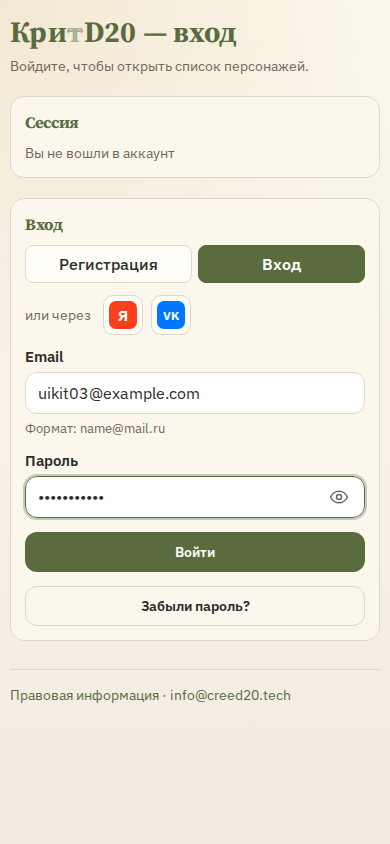 КритD20 — вход
Войдите, чтобы открыть список персонажей.
Сессия
Вы не вошли в аккаунт
Вход
Регистрация Вход
или через Я VK
Email
uikit03@example.com
Формат: name@mail.ru
Пароль
•••••••••••
Войти
Забыли пароль?
Правовая информация · info@creed20.tech